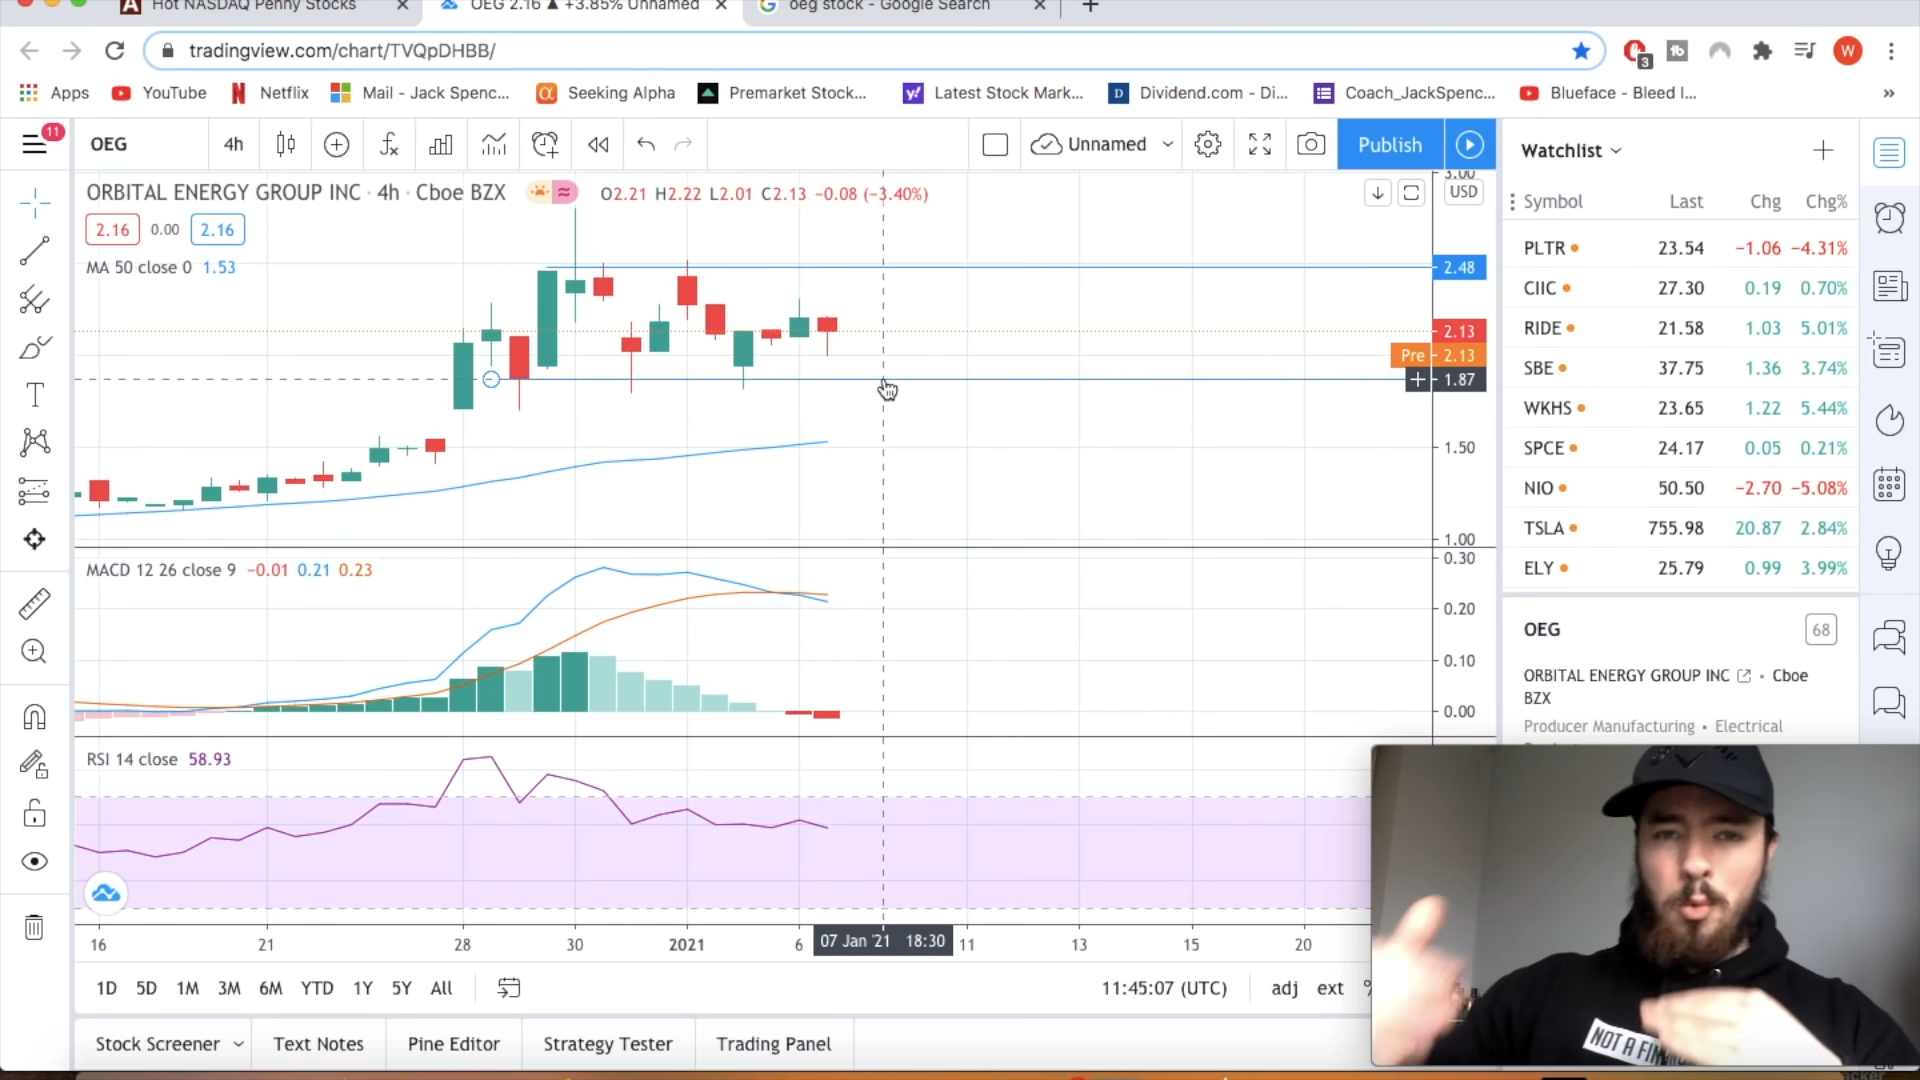 Hot NASDAQ Penny Stocks
OEG 2.16 ▲ +3.85% Unnamed
oeg stock - Google Search
tradingview.com/chart/TVQpDHBB/
3
W
Apps
YouTube
Netflix
Mail - Jack Spenc...
Seeking Alpha
Premarket Stock...
Latest Stock Mark...
Dividend.com - Di...
Coach_JackSpenc...
Blueface - Bleed I...
»
11
OEG
4h
Unnamed
Publish
Watchlist
ORBITAL ENERGY GROUP INC · 4h · Cboe BZX
O2.21 H2.22 L2.01 C2.13 −0.08 (−3.40%)
2.16 0.00 2.16
MA 50 close 0 1.53
3.00
USD
2.48
2.13
Pre 2.13
1.87
1.50
1.00
Symbol Last Chg Chg%
PLTR 23.54 −1.06 −4.31%
CIIC 27.30 0.19 0.70%
RIDE 21.58 1.03 5.01%
SBE 37.75 1.36 3.74%
WKHS 23.65 1.22 5.44%
SPCE 24.17 0.05 0.21%
NIO 50.50 −2.70 −5.08%
TSLA 755.98 20.87 2.84%
ELY 25.79 0.99 3.99%
MACD 12 26 close 9 −0.01 0.21 0.23
0.30
0.20
0.10
0.00
OEG 68
ORBITAL ENERGY GROUP INC • Cboe
BZX
Producer Manufacturing • Electrical
RSI 14 close 58.93
16 21 28 30 2021 6 07 Jan '21 18:30 11 13 15 20
1D 5D 1M 3M 6M YTD 1Y 5Y All
11:45:07 (UTC) adj ext %
Stock Screener
Text Notes
Pine Editor
Strategy Tester
Trading Panel
NOT A